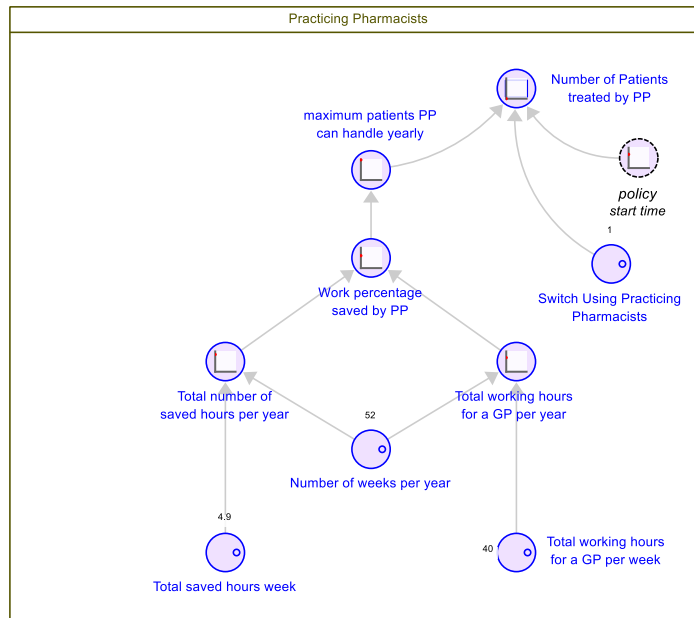 Practicing Pharmacists
Number of Patients
treated by PP
maximum patients PP
can handle yearly
policy
start time
1
Switch Using Practicing
Pharmacists
Work percentage
saved by PP
Total number of
saved hours per year
Total working hours
for a GP per year
52
Number of weeks per year
4.9
Total saved hours week
40
Total working hours
for a GP per week